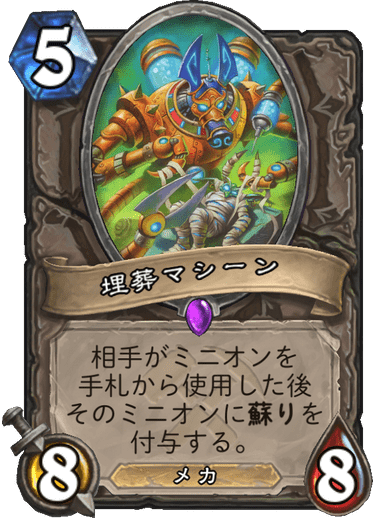 5
埋葬マシーン
相手がミニオンを
手札から使用した後
そのミニオンに蘇りを
付与する。
メカ
8
8